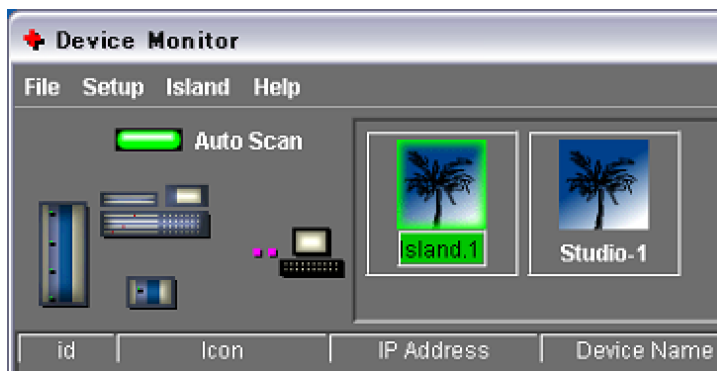 Device Monitor
File Setup Island Help
Auto Scan
Island.1
Studio-1
id Icon IP Address Device Name